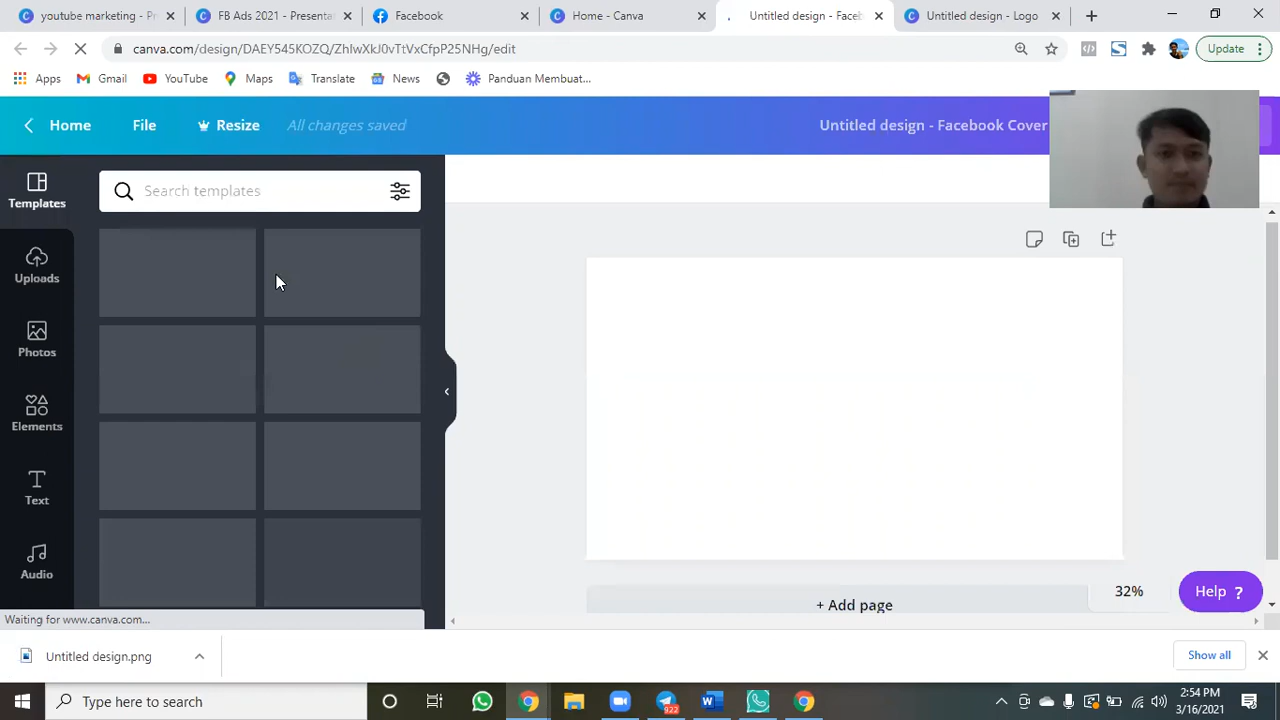 youtube marketing - P
FB Ads 2021 - Presenta
Facebook
Home - Canva
Untitled design - Faceb
Untitled design - Logo
canva.com/design/DAEY545KOZQ/ZhlwXkJ0vTtVxCfpP25NHg/edit
Update
Apps
Gmail
YouTube
Maps
Translate
News
Panduan Membuat...
Home
File
Resize
All changes saved
Untitled design - Facebook Cover
Templates
Search templates
Uploads
Photos
Elements
Text
Audio
+ Add page
32%
Help ?
Waiting for www.canva.com...
Untitled design.png
Show all
Type here to search
922
2:54 PM
3/16/2021